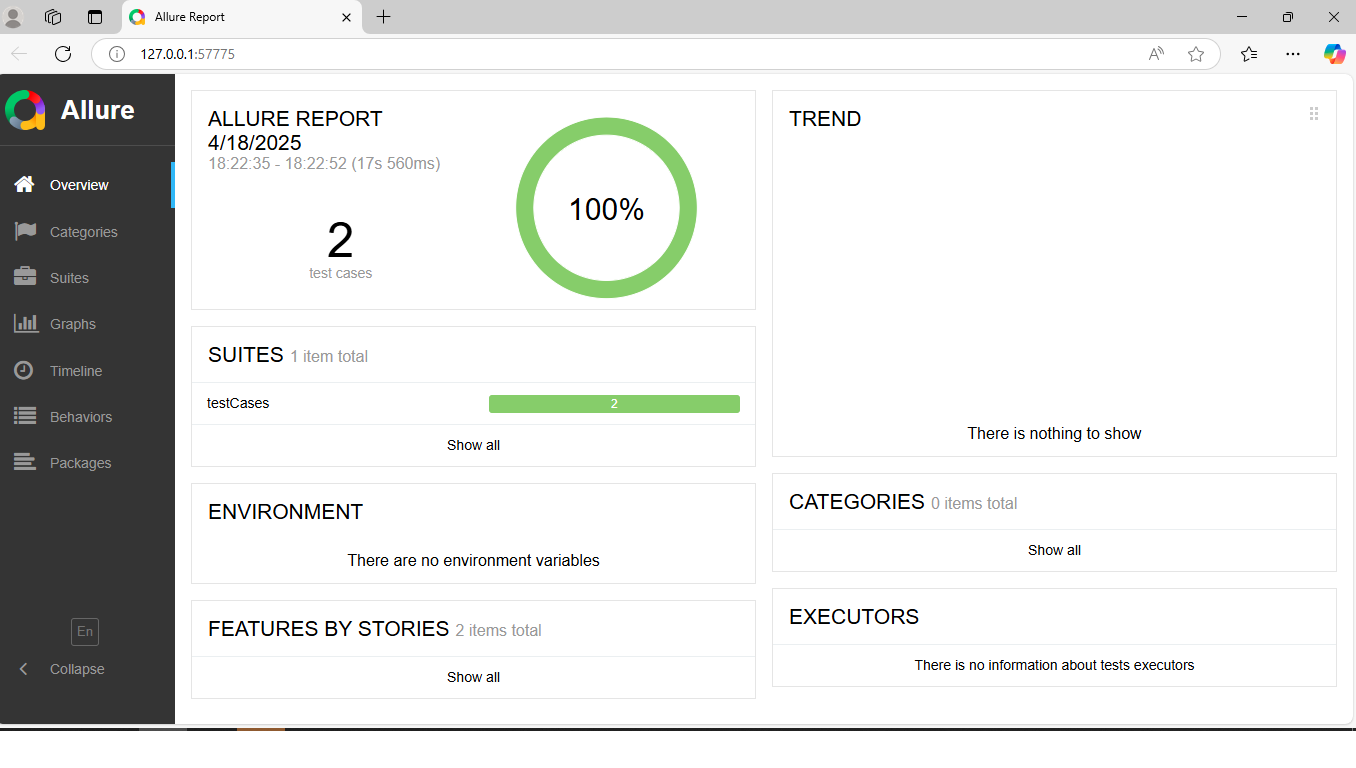 Allure Report
127.0.0.1:57775
Allure
Overview
Categories
Suites
Graphs
Timeline
Behaviors
Packages
En
Collapse
ALLURE REPORT
4/18/2025
18:22:35 - 18:22:52 (17s 560ms)
2
test cases
100%
SUITES 1 item total
testCases 2
Show all
ENVIRONMENT
There are no environment variables
FEATURES BY STORIES 2 items total
Show all
TREND
There is nothing to show
CATEGORIES 0 items total
Show all
EXECUTORS
There is no information about tests executors